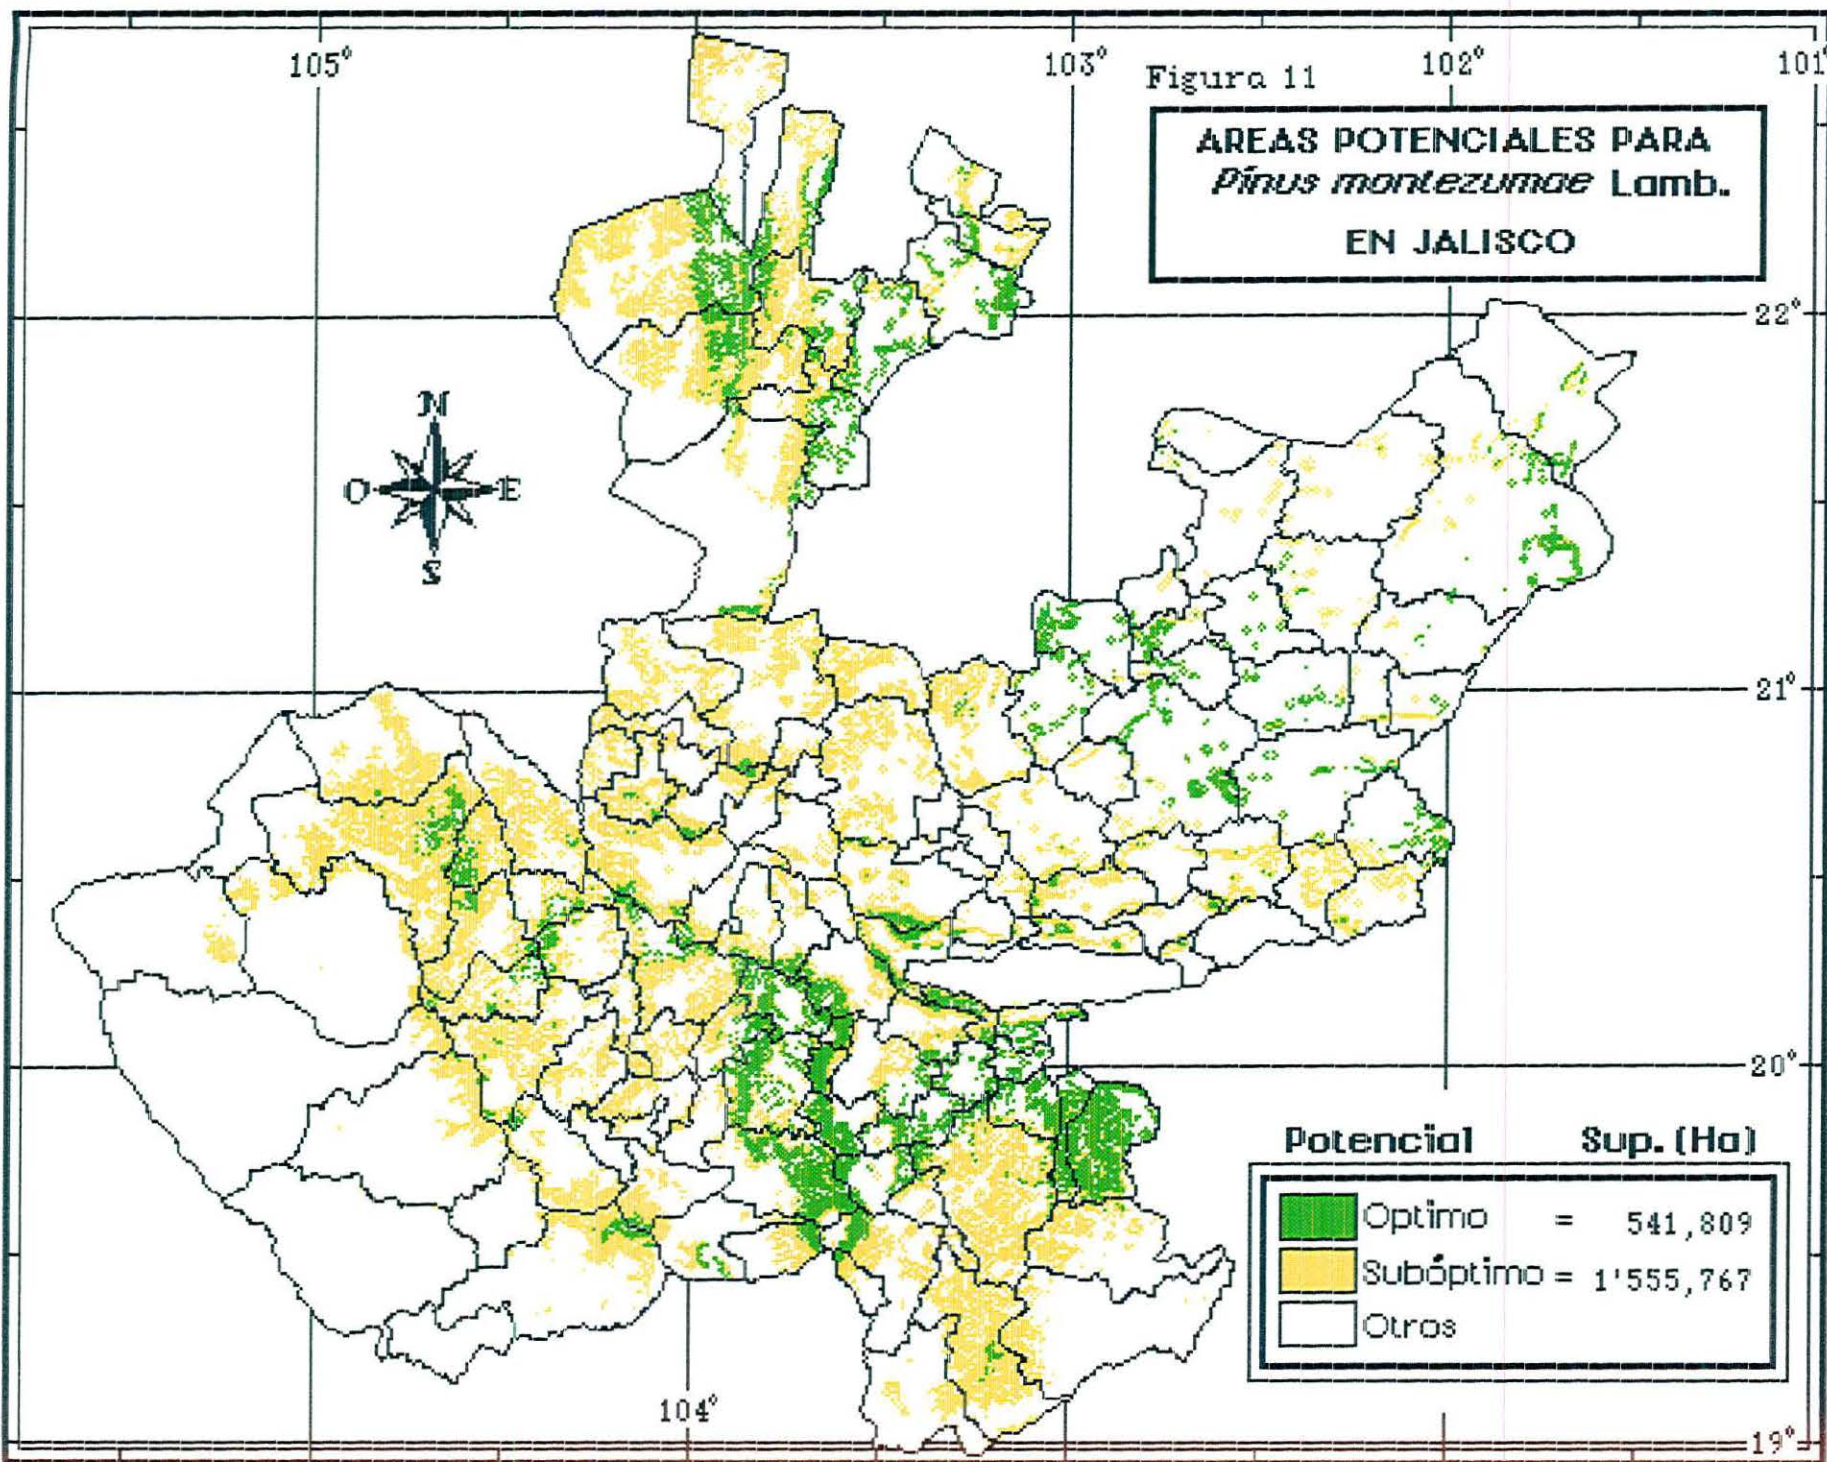 105°
103°
Figura 11
102°
101°
AREAS POTENCIALES PARA
Pinus montezumae Lamb.
EN JALISCO
22°
N
O
E
S
21°
20°
Potencial Sup. (Ha)
Optimo = 541,809
Subóptimo = 1'555,767
Otros
104°
19°